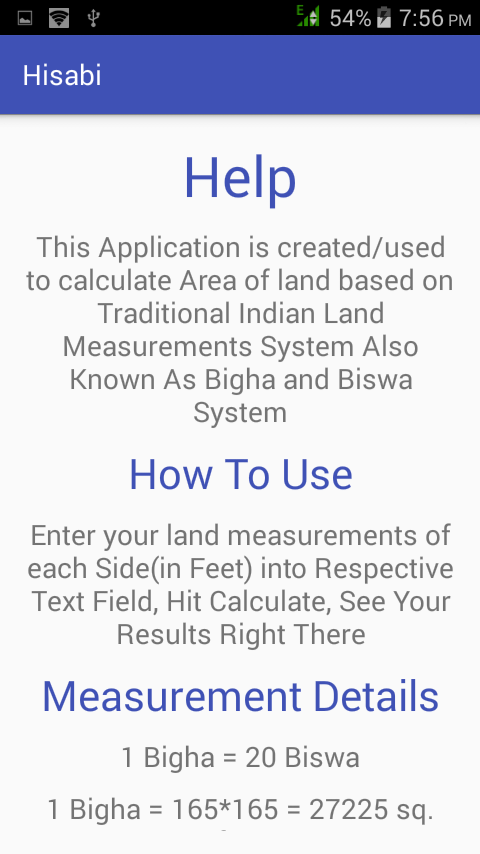 E
54%
7:56 PM
Hisabi
Help
This Application is created/used
to calculate Area of land based on
Traditional Indian Land
Measurements System Also
Known As Bigha and Biswa
System
How To Use
Enter your land measurements of
each Side(in Feet) into Respective
Text Field, Hit Calculate, See Your
Results Right There
Measurement Details
1 Bigha = 20 Biswa
1 Bigha = 165*165 = 27225 sq.